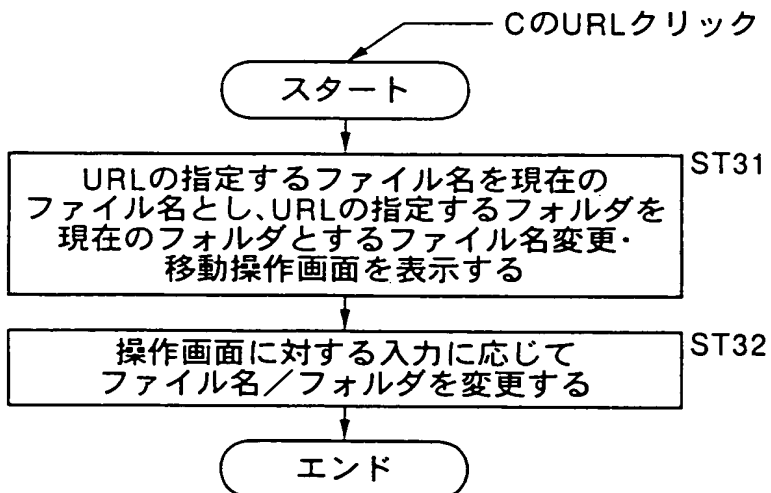 CのURLクリック
スタート
ST31
URLの指定するファイル名を現在の
ファイル名とし、URLの指定するフォルダを
現在のフォルダとするファイル名変更・
移動操作画面を表示する
ST32
操作画面に対する入力に応じて
ファイル名／フォルダを変更する
エンド